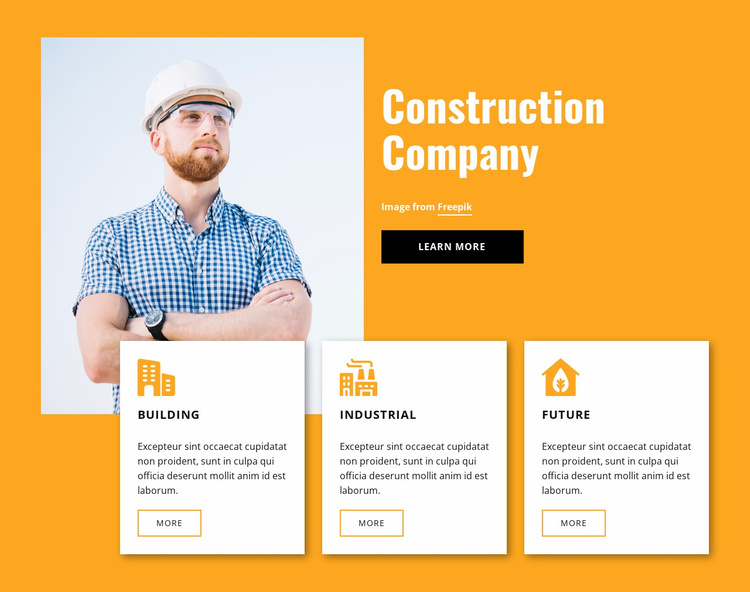 Construction
Company
Image from Freepik
LEARN MORE
BUILDING
Excepteur sint occaecat cupidatat
non proident, sunt in culpa qui
officia deserunt mollit anim id est
laborum.
MORE
INDUSTRIAL
Excepteur sint occaecat cupidatat
non proident, sunt in culpa qui
officia deserunt mollit anim id est
laborum.
MORE
FUTURE
Excepteur sint occaecat cupidatat
non proident, sunt in culpa qui
officia deserunt mollit anim id est
laborum.
MORE